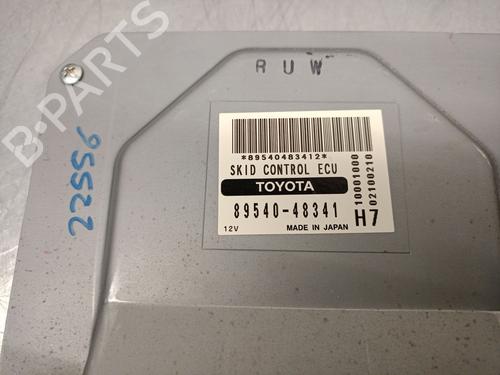 B-PARTS
RUW
22556
*89540483412*
SKID CONTROL ECU
TOYOTA
89540-48341
12V MADE IN JAPAN H7
10001000
02100210